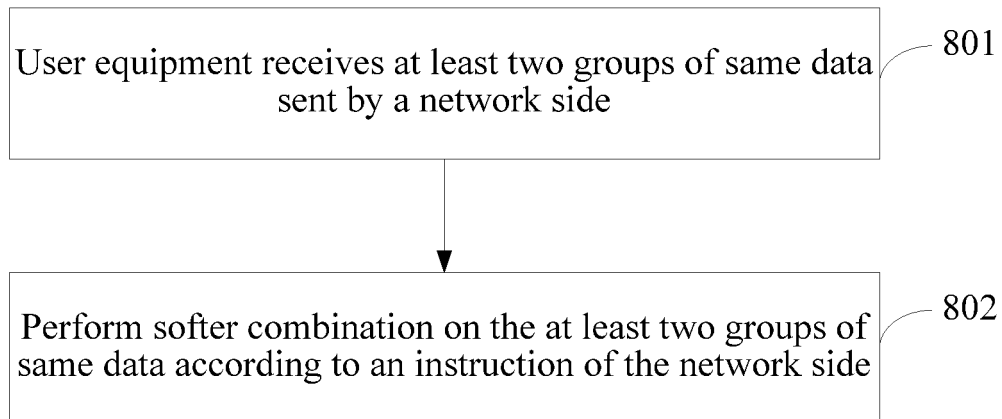 User equipment receives at least two groups of same data
sent by a network side
801
Perform softer combination on the at least two groups of
same data according to an instruction of the network side
802